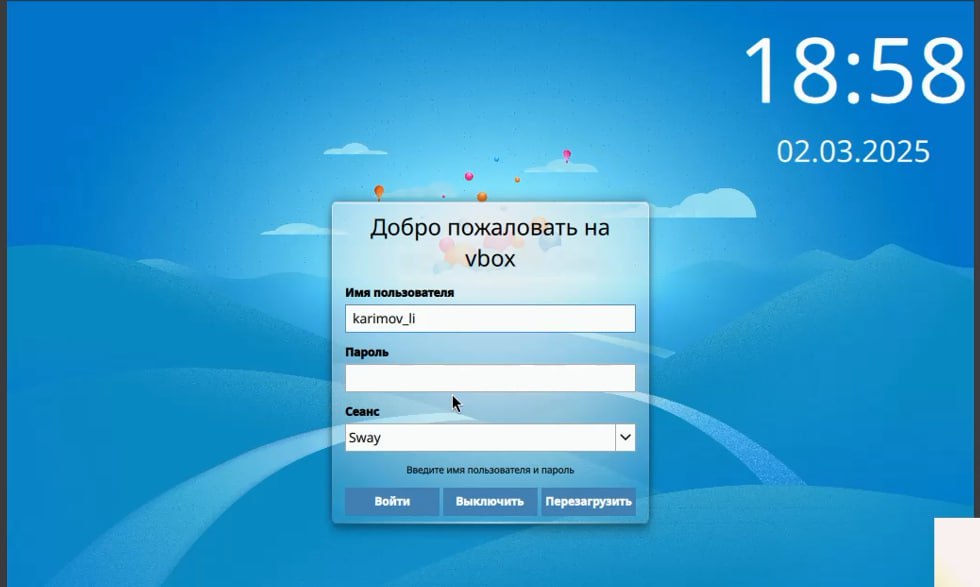 18:58
02.03.2025
Добро пожаловать на
vbox
Имя пользователя
karimov_li
Пароль
Сеанс
Sway
Введите имя пользователя и пароль
Войти
Выключить
Перезагрузить